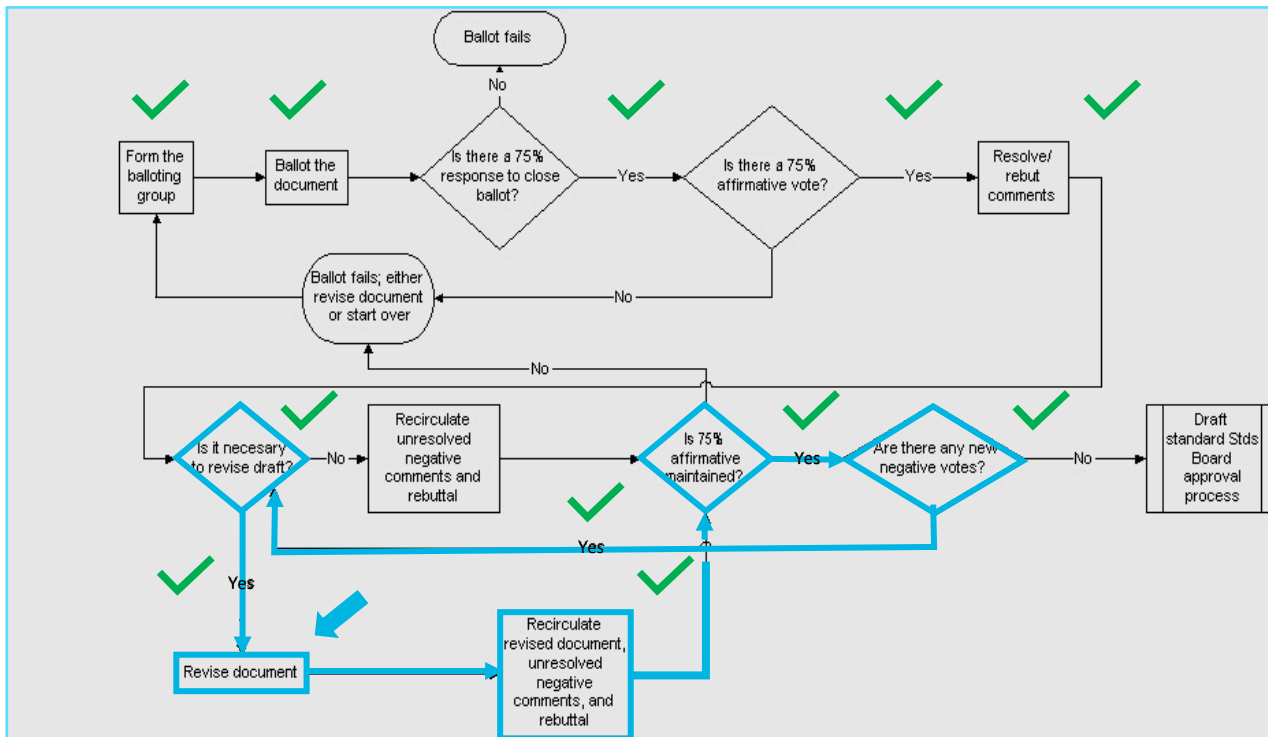 Ballot fails
No
Form the
balloting
group
Ballot the
document
Is there a 75%
response to close
ballot?
Yes
Is there a 75%
affirmative vote?
Yes
Resolve/
rebut
comments
Ballot fails; either
revise document
or start over
No
No
Is it necesary
to revise draft?
No
Recirculate
unresolved
negative
comments and
rebuttal
Is 75%
affirmative
maintained?
Yes
Are there any new
negative votes?
No
Draft
standard Stds
Board
approval
process
Yes
Yes
Revise document
Recirculate
revised document,
unresolved
negative
comments, and
rebuttal